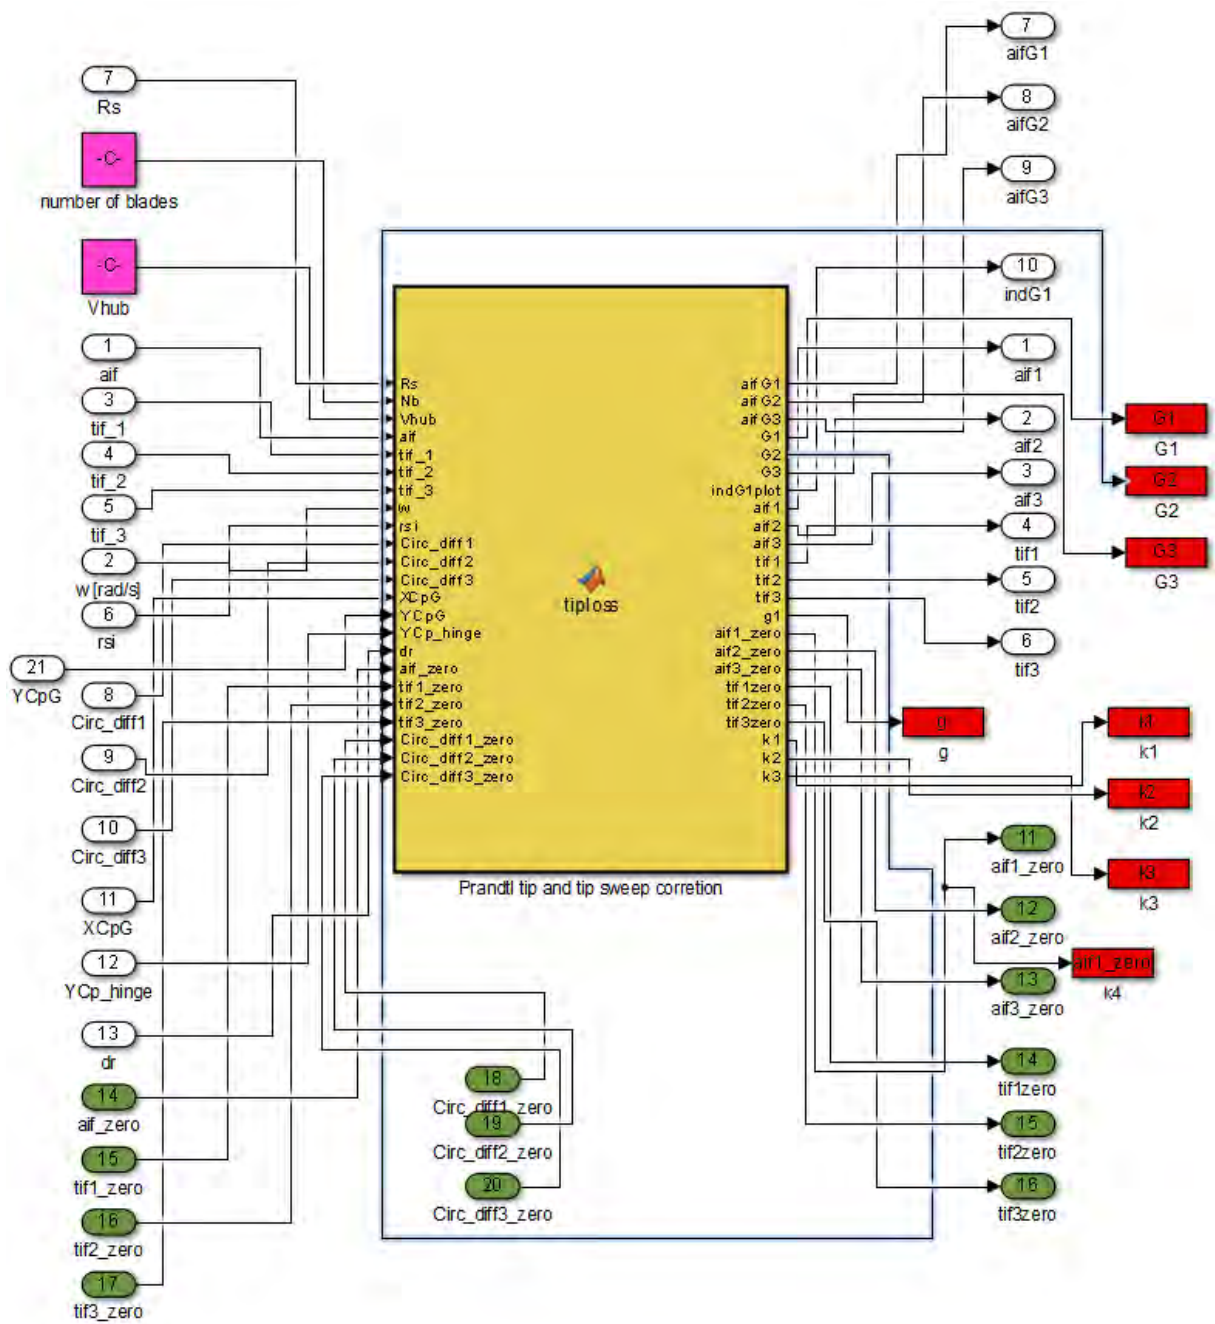 7
Rs
-C-
number of blades
-C-
Vhub
1
aif
3
tif_1
4
tif_2
5
tif_3
2
w[rad/s]
6
rsi
21
YCpG
8
Circ_diff1
9
Circ_diff2
10
Circ_diff3
11
XCpG
12
YCp_hinge
13
dr
14
aif_zero
15
tif1_zero
16
tif2_zero
17
tif3_zero
Rs
Nb
Vhub
aif
tif_1
tif_2
tif_3
w
rsi
Circ_diff1
Circ_diff2
Circ_diff3
XCpG
YCpG
YCp_hinge
dr
aif_zero
tif1_zero
tif2_zero
tif3_zero
Circ_diff1_zero
Circ_diff2_zero
Circ_diff3_zero
tiploss
aifG1
aifG2
aifG3
G1
G2
G3
indG1plot
aif1
aif2
aif3
tif1
tif2
tif3
g1
aif1_zero
aif2_zero
aif3_zero
tif1zero
tif2zero
tif3zero
k1
k2
k3
Prandtl tip and tip sweep corretion
18
Circ_diff1_zero
19
Circ_diff2_zero
20
Circ_diff3_zero
7
aifG1
8
aifG2
9
aifG3
10
indG1
1
aif1
2
aif2
3
aif3
4
tif1
5
tif2
6
tif3
g
g
11
aif1_zero
12
aif2_zero
13
aif3_zero
14
tif1zero
15
tif2zero
16
tif3zero
G1
G1
G2
G2
G3
G3
k1
k1
k2
k2
k3
k3
aif1_zero
k4